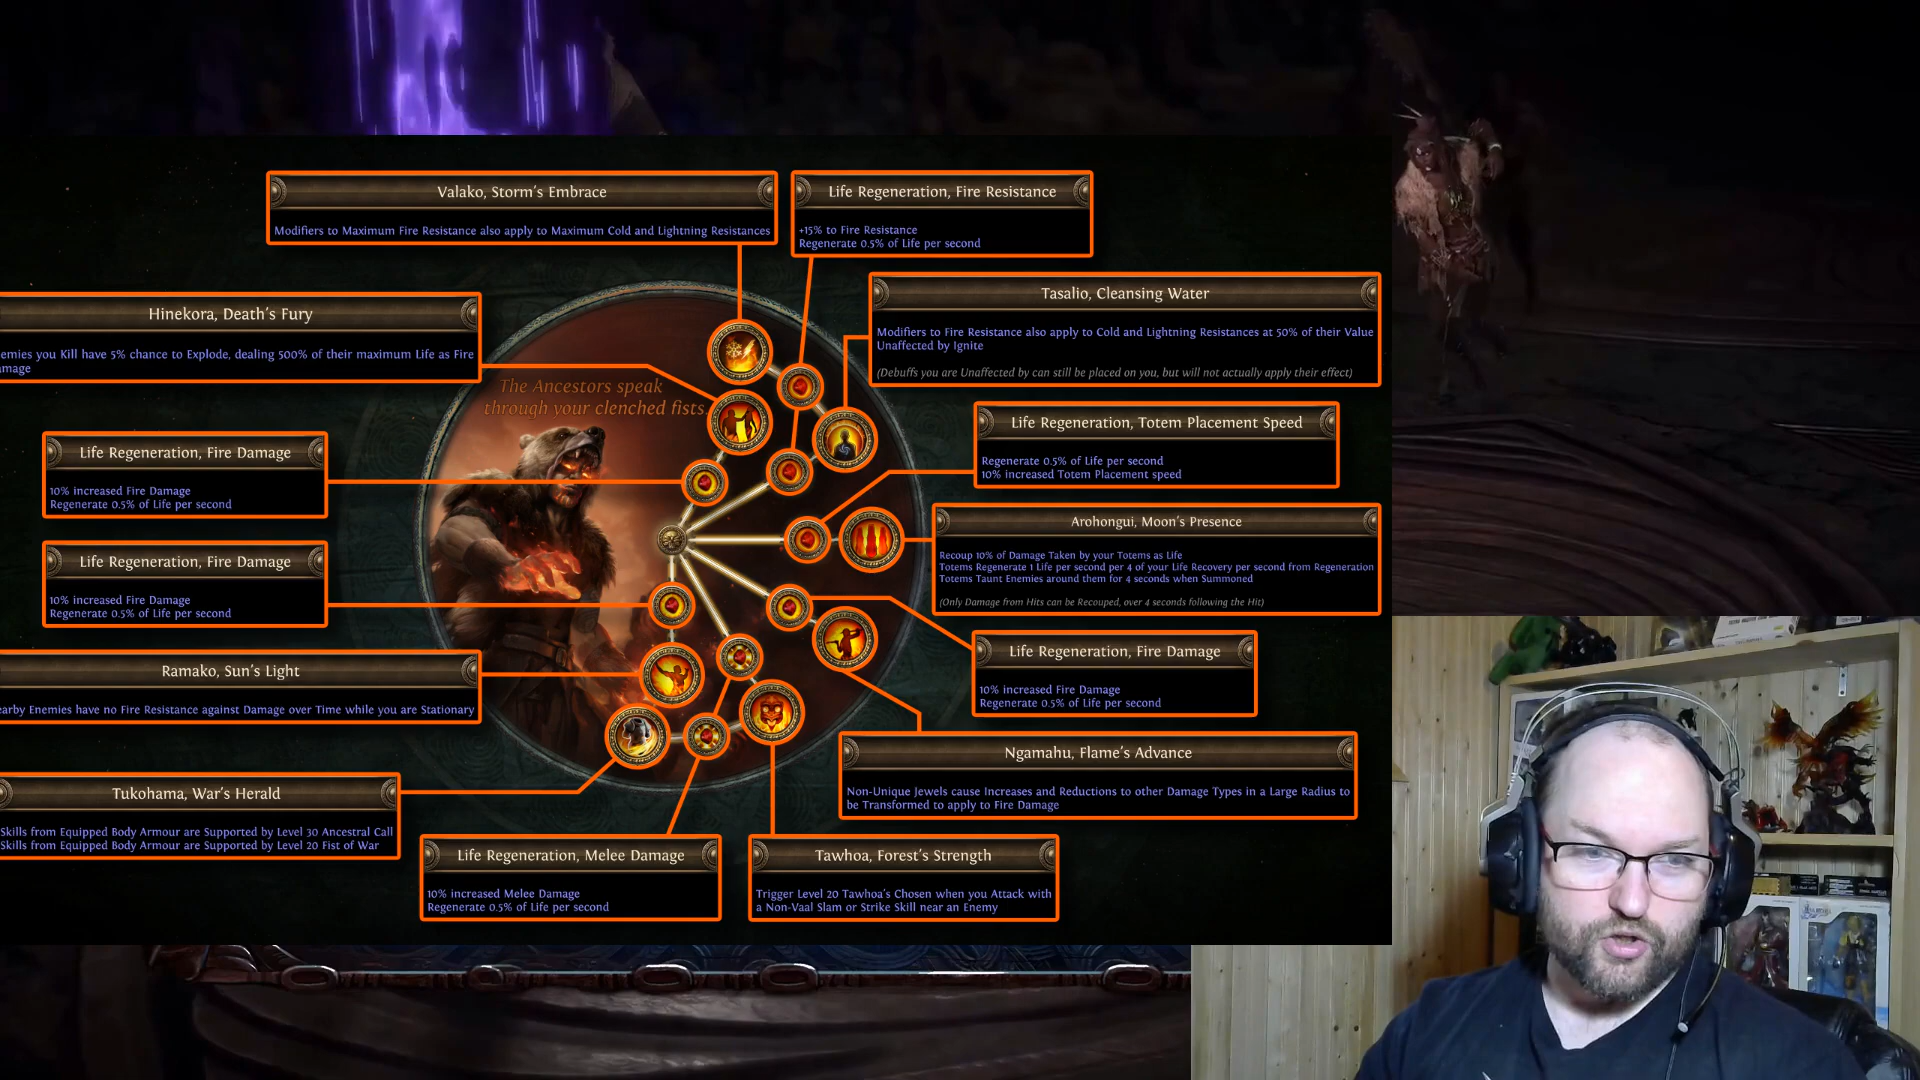 Valako, Storm's Embrace
Modifiers to Maximum Fire Resistance also apply to Maximum Cold and Lightning Resistances
Life Regeneration, Fire Resistance
+15% to Fire Resistance
Regenerate 0.5% of Life per second
Tasalio, Cleansing Water
Modifiers to Fire Resistance also apply to Cold and Lightning Resistances at 50% of their Value
Unaffected by Ignite
(Debuffs you are Unaffected by can still be placed on you, but will not actually apply their effect)
Hinekora, Death's Fury
emies you Kill have 5% chance to Explode, dealing 500% of their maximum Life as Fire
amage
The Ancestors speak
through your clenched fists.
Life Regeneration, Totem Placement Speed
Regenerate 0.5% of Life per second
10% increased Totem Placement speed
Life Regeneration, Fire Damage
10% increased Fire Damage
Regenerate 0.5% of Life per second
Arohongui, Moon's Presence
Recoup 10% of Damage Taken by your Totems as Life
Totems Regenerate 1 Life per second per 4 of your Life Recovery per second from Regeneration
Totems Taunt Enemies around them for 4 seconds when Summoned
(Only Damage from Hits can be Recouped, over 4 seconds following the Hit)
Life Regeneration, Fire Damage
10% increased Fire Damage
Regenerate 0.5% of Life per second
Life Regeneration, Fire Damage
10% increased Fire Damage
Regenerate 0.5% of Life per second
Ramako, Sun's Light
earby Enemies have no Fire Resistance against Damage over Time while you are Stationary
Ngamahu, Flame's Advance
Non-Unique Jewels cause Increases and Reductions to other Damage Types in a Large Radius to
be Transformed to apply to Fire Damage
Tukohama, War's Herald
Skills from Equipped Body Armour are Supported by Level 30 Ancestral Call
Skills from Equipped Body Armour are Supported by Level 20 Fist of War
Life Regeneration, Melee Damage
10% increased Melee Damage
Regenerate 0.5% of Life per second
Tawhoa, Forest's Strength
Trigger Level 20 Tawhoa's Chosen when you Attack with
a Non-Vaal Slam or Strike Skill near an Enemy